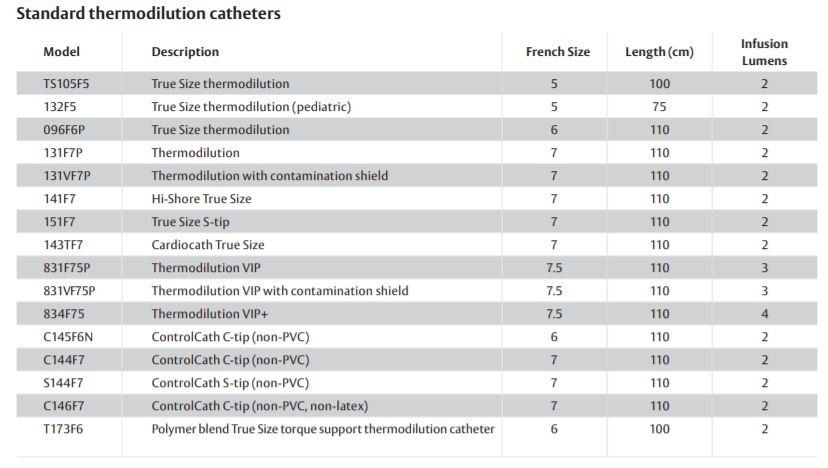 Standard thermodilution catheters
Model Description French Size Length (cm) Infusion Lumens
TS105F5 True Size thermodilution 5 100 2
132F5 True Size thermodilution (pediatric) 5 75 2
096F6P True Size thermodilution 6 110 2
131F7P Thermodilution 7 110 2
131VF7P Thermodilution with contamination shield 7 110 2
141F7 Hi-Shore True Size 7 110 2
151F7 True Size S-tip 7 110 2
143TF7 Cardiocath True Size 7 110 2
831F75P Thermodilution VIP 7.5 110 3
831VF75P Thermodilution VIP with contamination shield 7.5 110 3
834F75 Thermodilution VIP+ 7.5 110 4
C145F6N ControlCath C-tip (non-PVC) 6 110 2
C144F7 ControlCath C-tip (non-PVC) 7 110 2
S144F7 ControlCath S-tip (non-PVC) 7 110 2
C146F7 ControlCath C-tip (non-PVC, non-latex) 7 110 2
T173F6 Polymer blend True Size torque support thermodilution catheter 6 100 2